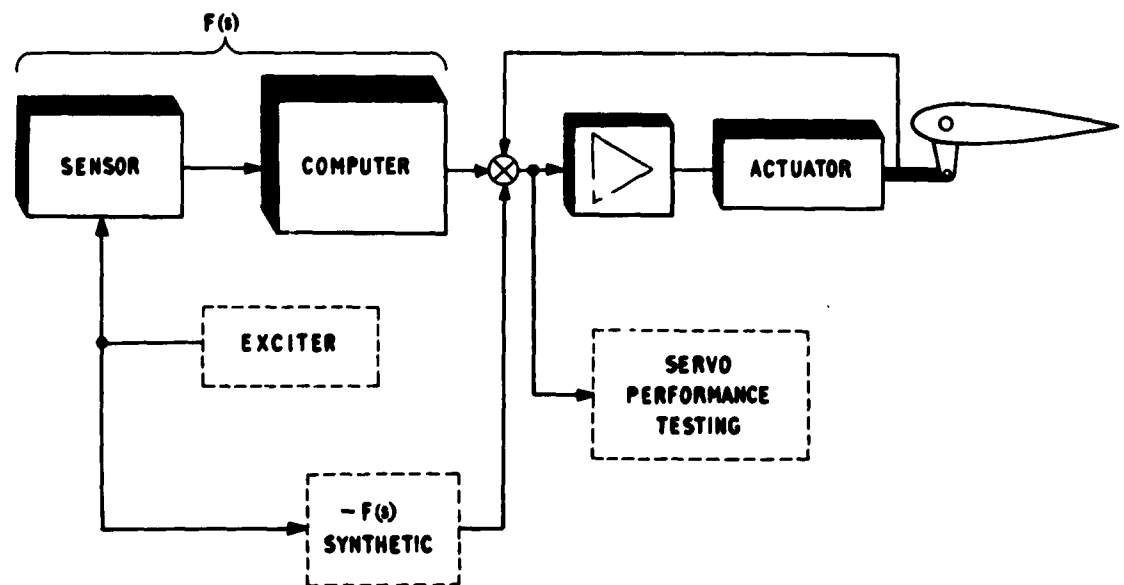 F(s)
SENSOR
COMPUTER
ACTUATOR
EXCITER
SERVO
PERFORMANCE
TESTING
– F(s)
SYNTHETIC